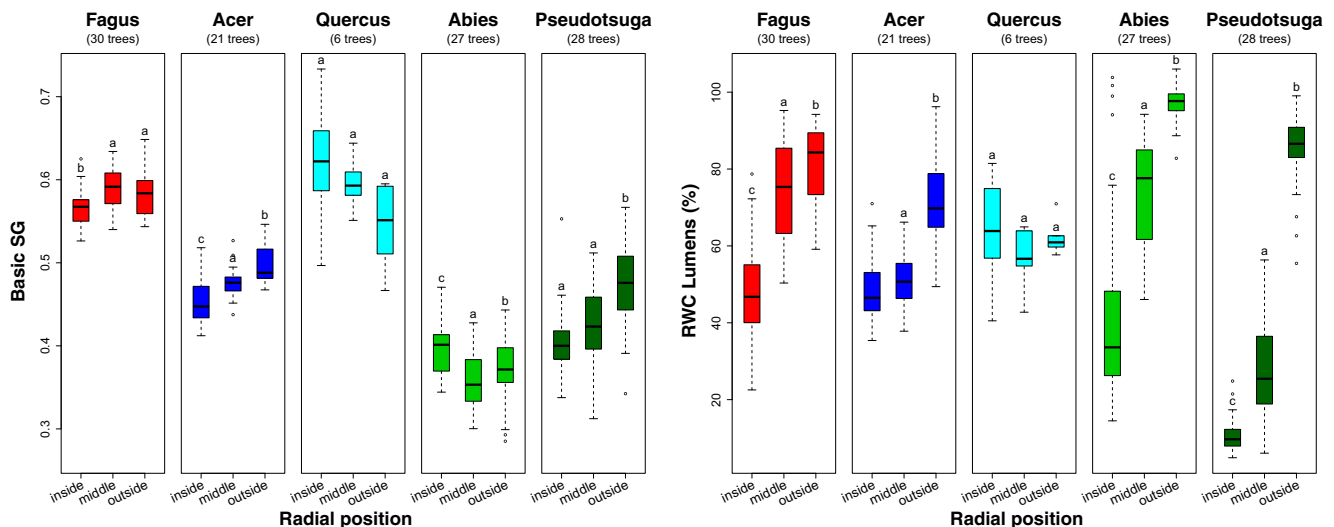 Fagus Acer Quercus Abies Pseudotsuga
(30 trees) (21 trees) (6 trees) (27 trees) (28 trees)
Basic SG
0.7
0.6
0.5
0.4
0.3
b a a
c a b
a a a
c a b
a a b
inside middle outside inside middle outside inside middle outside inside middle outside inside middle outside
Radial position
Fagus Acer Quercus Abies Pseudotsuga
(30 trees) (21 trees) (6 trees) (27 trees) (28 trees)
RWC Lumens (%)
100
80
60
40
20
c a b
a a b
a a a
c a b
c a b
inside middle outside inside middle outside inside middle outside inside middle outside inside middle outside
Radial position